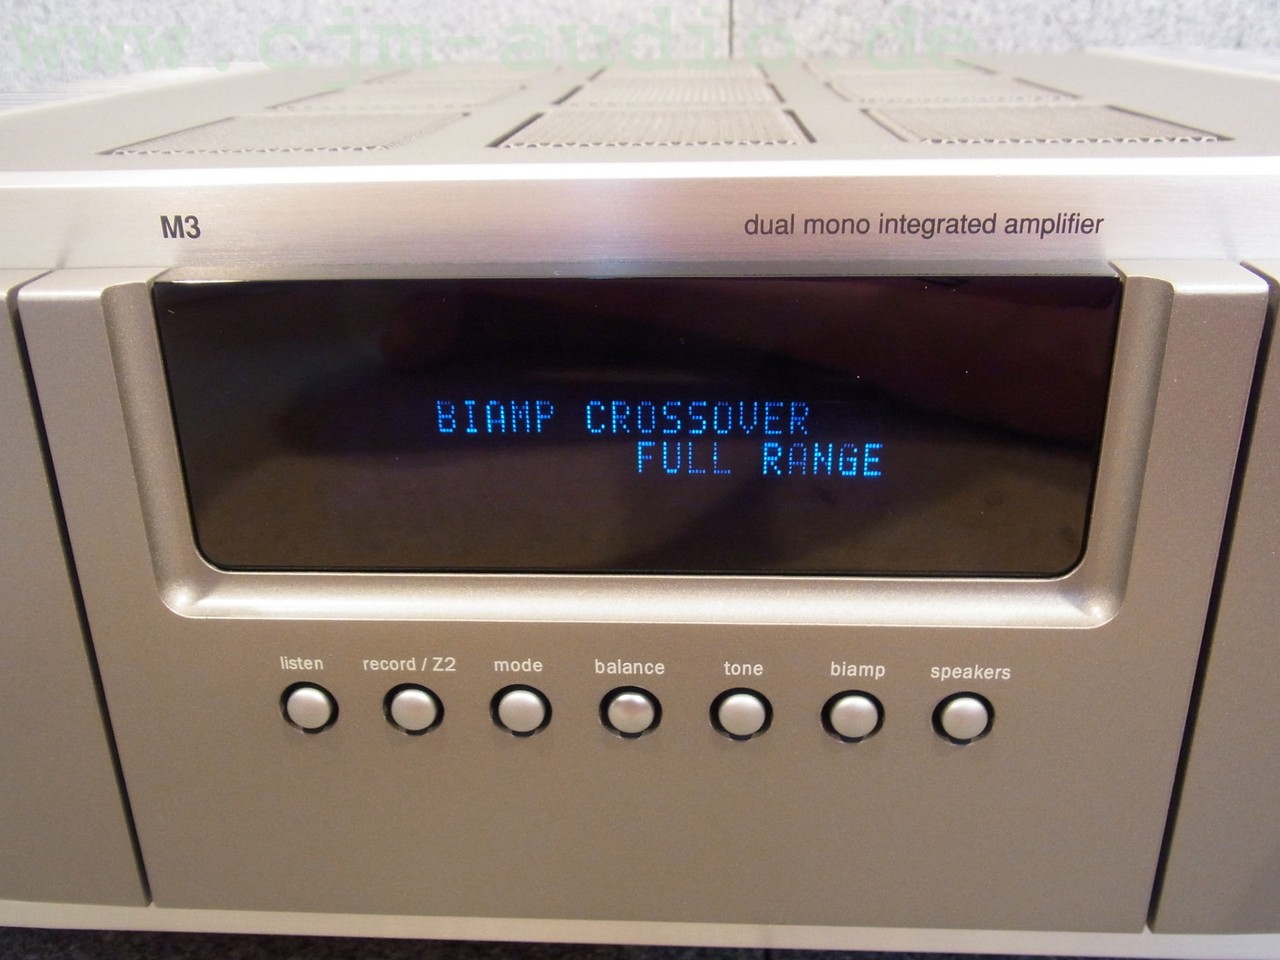 www.cjm-audio.de
M3
dual mono integrated amplifier
BIAMP CROSSOVER
FULL RANGE
listen record / Z2 mode balance tone biamp speakers